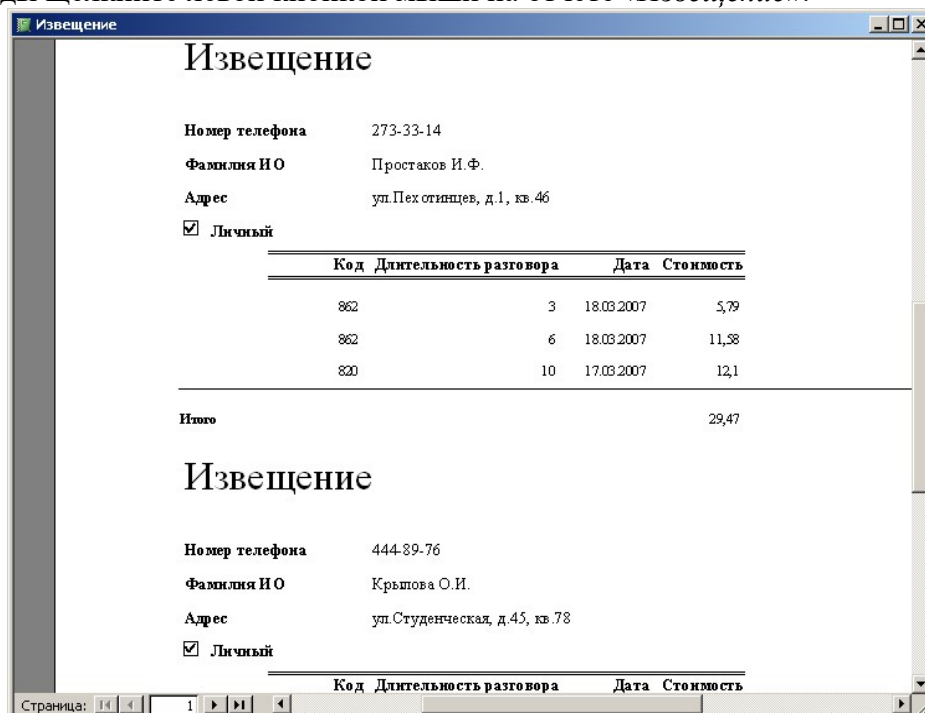 Извещение
Извещение
Номер телефона 273-33-14
Фамилия И О Простаков И.Ф.
Адрес ул.Пехотинцев, д.1, кв.46
Личный
Код Длительность разговора Дата Стоимость
862 3 18.03.2007 5,79
862 6 18.03.2007 11,58
820 10 17.03.2007 12,1
Итого 29,47
Извещение
Номер телефона 444-89-76
Фамилия И О Крылова О.И.
Адрес ул.Студенческая, д.45, кв.78
Личный
Код Длительность разговора Дата Стоимость
Страница: 1